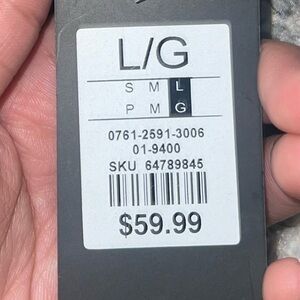 L/G
S M L
P M G
0761-2591-3006
01-9400
SKU 64789845
$59.99